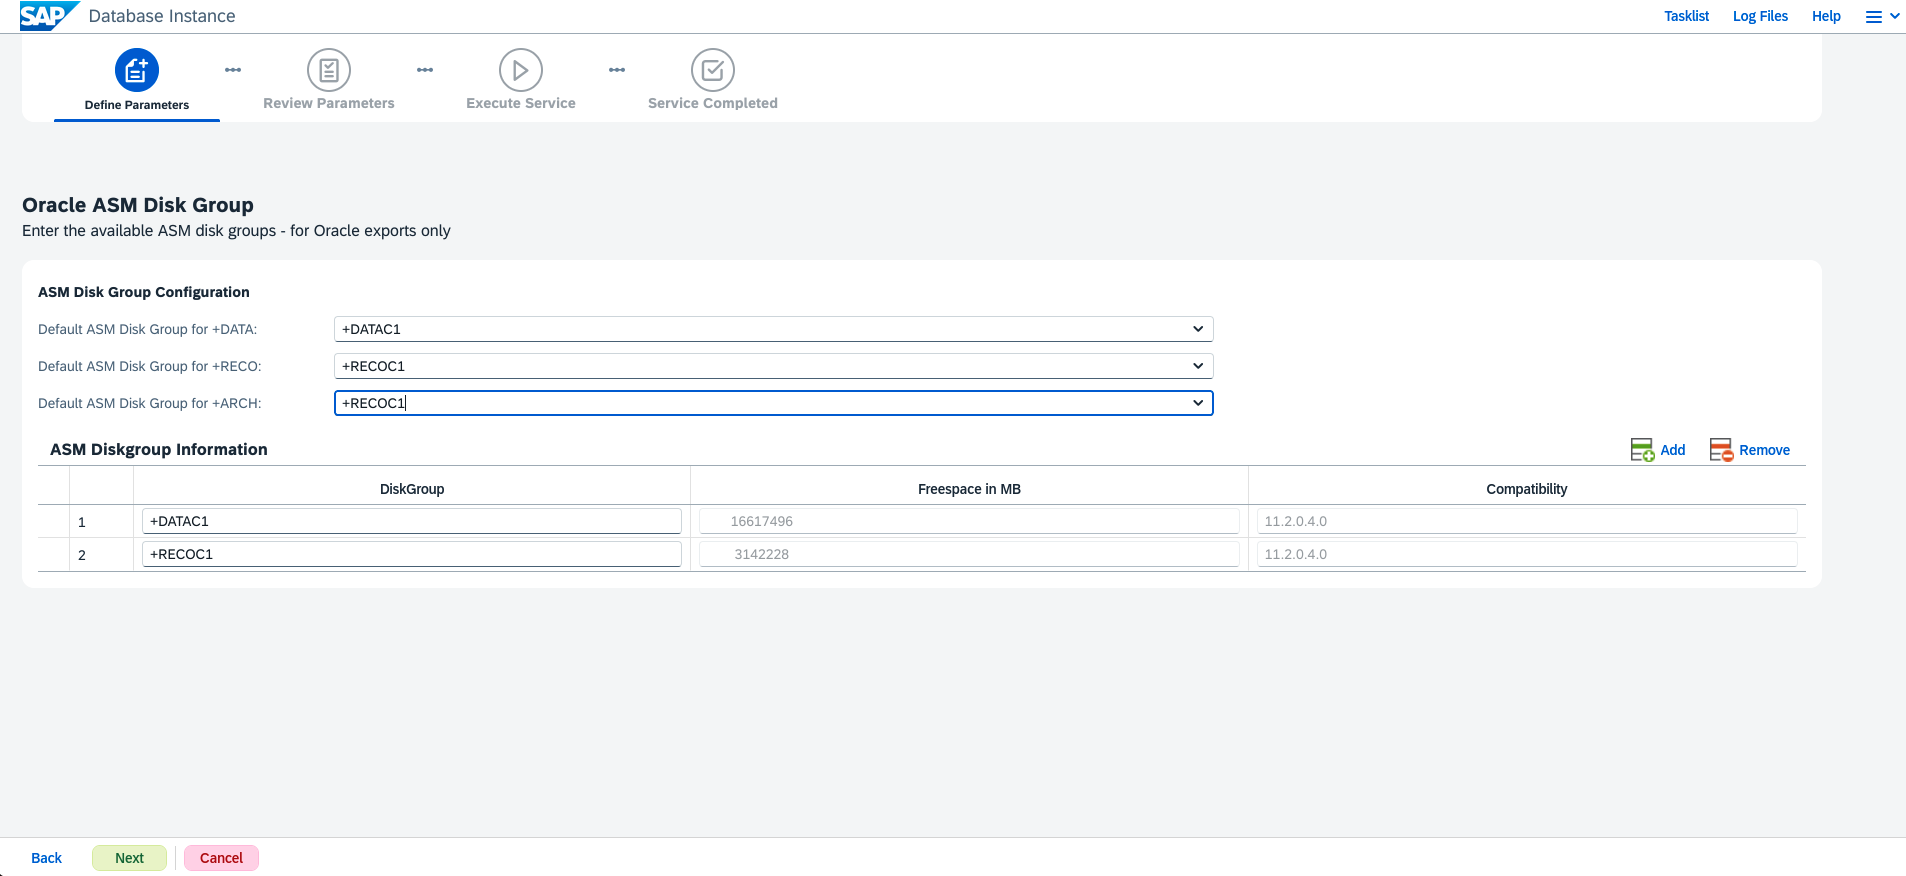 SAP Database Instance Tasklist Log Files Help
Define Parameters Review Parameters Execute Service Service Completed
Oracle ASM Disk Group
Enter the available ASM disk groups - for Oracle exports only
ASM Disk Group Configuration
Default ASM Disk Group for +DATA: +DATAC1
Default ASM Disk Group for +RECO: +RECOC1
Default ASM Disk Group for +ARCH: +RECOC1
ASM Diskgroup Information Add Remove
DiskGroup Freespace in MB Compatibility
1 +DATAC1 16617496 11.2.0.4.0
2 +RECOC1 3142228 11.2.0.4.0
Back Next Cancel